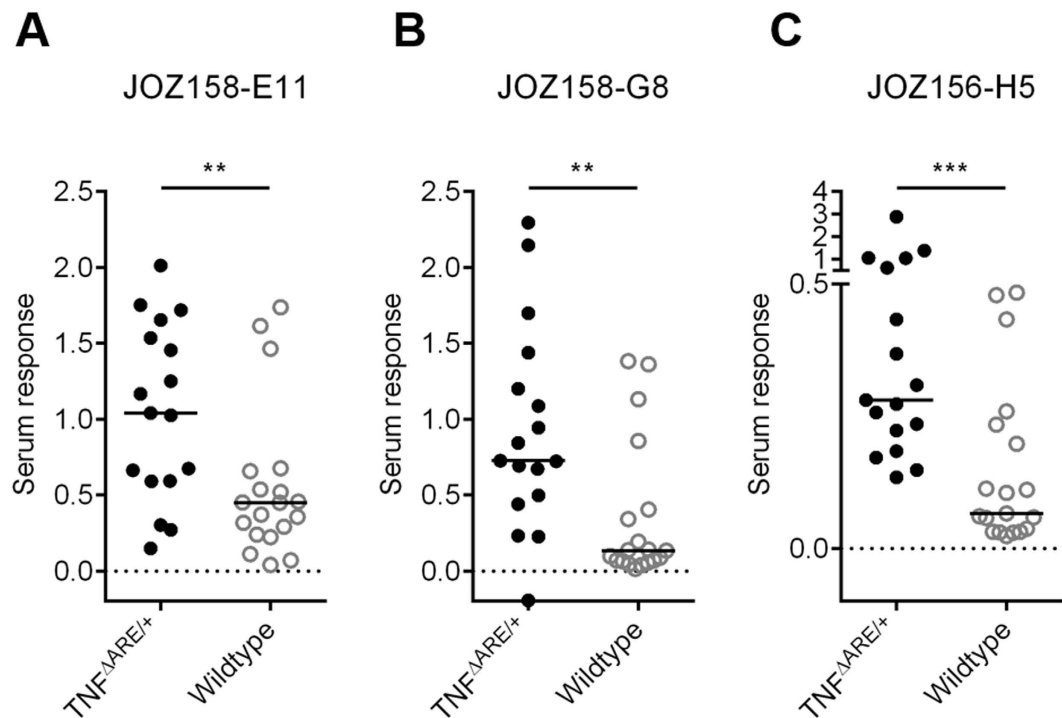 A
B
C
JOZ158-E11
JOZ158-G8
JOZ156-H5
**
**
***
Serum response
2.5
2.0
1.5
1.0
0.5
0.0
TNFΔARE/+
Wildtype
Serum response
2.5
2.0
1.5
1.0
0.5
0.0
TNFΔARE/+
Wildtype
Serum response
4
3
2
1
0.5
0.0
TNFΔARE/+
Wildtype